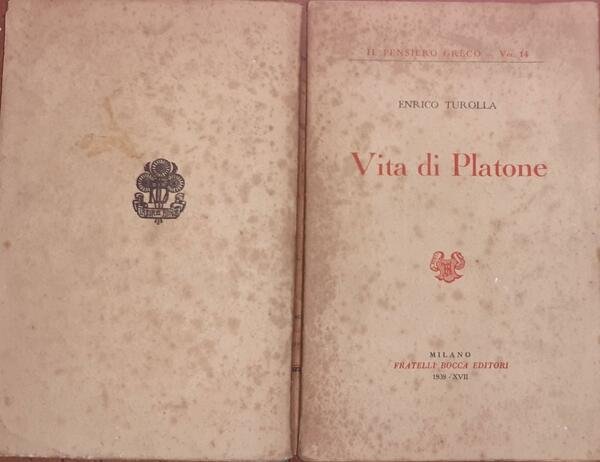 IL PENSIERO GRECO - Vol. 14
ENRICO TUROLLA
Vita di Platone
MILANO
FRATELLI BOCCA EDITORI
1939 - XVII